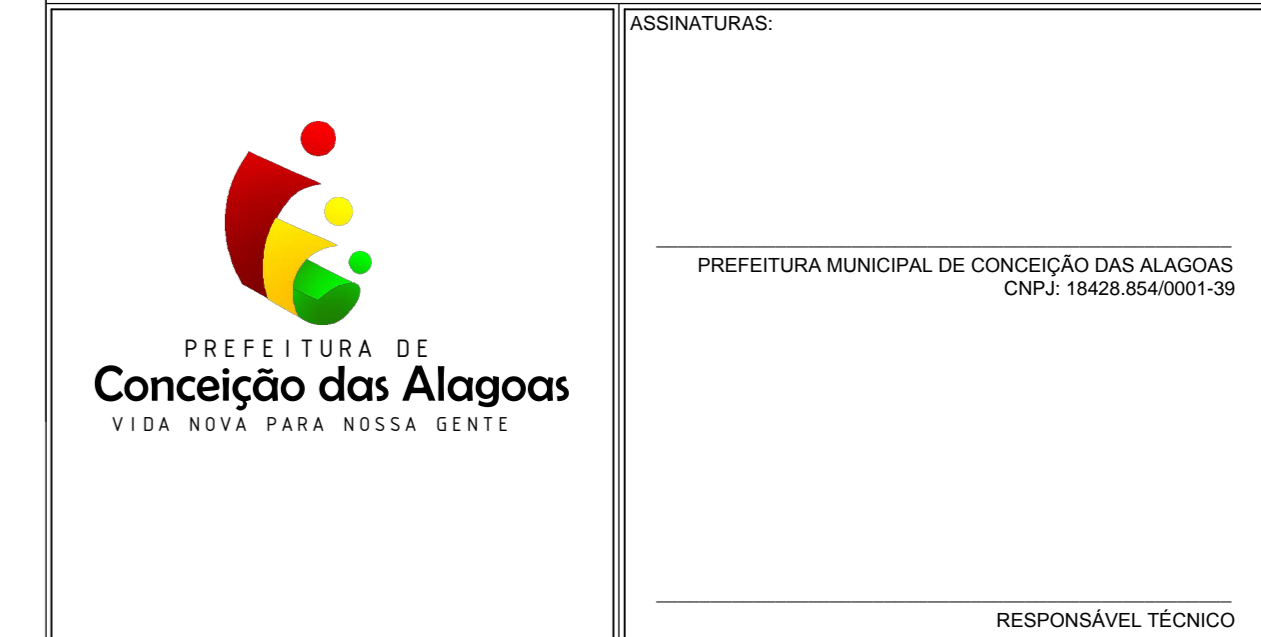 PREFEITURA DE
Conceição das Alagoas
VIDA NOVA PARA NOSSA GENTE
ASSINATURAS:
PREFEITURA MUNICIPAL DE CONCEIÇÃO DAS ALAGOAS
CNPJ: 18428.854/0001-39
RESPONSÁVEL TÉCNICO